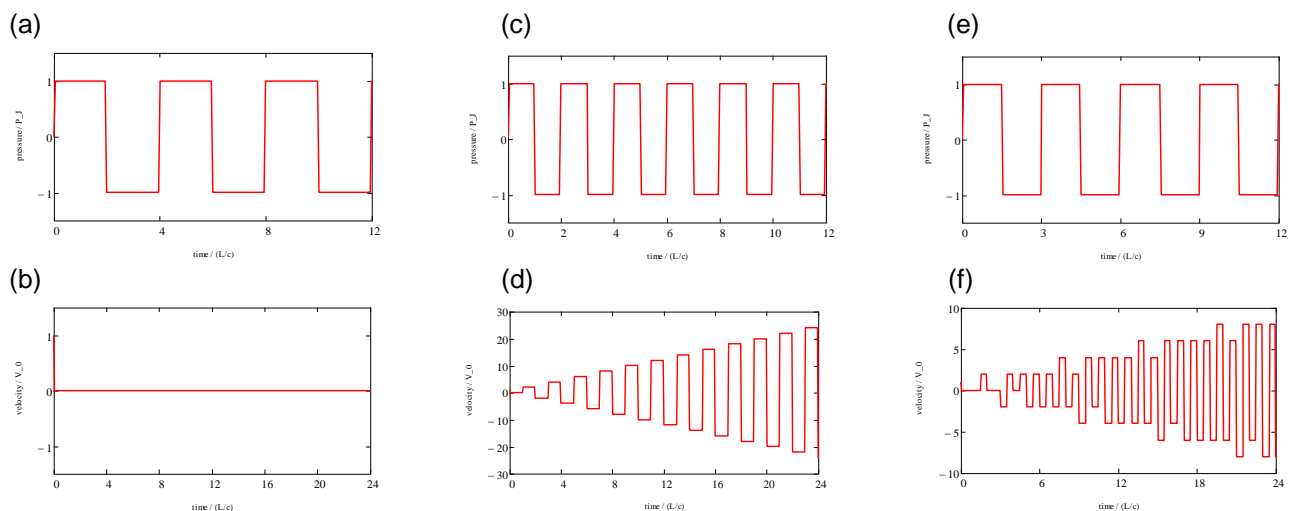 (a)
pressure / P_J
1
0
− 1
0 4 8 12
time / (L/c)
(c)
pressure / P_J
1
0
− 1
0 2 4 6 8 10 12
time / (L/c)
(e)
pressure / P_J
1
0
− 1
0 3 6 9 12
time / (L/c)
(b)
velocity / V_0
1
0
− 1
0 4 8 12 16 20 24
time / (L/c)
(d)
velocity / V_0
30
20
10
0
− 10
− 20
− 30
0 4 8 12 16 20 24
time / (L/c)
(f)
velocity / V_0
10
5
0
− 5
− 10
0 6 12 18 24
time / (L/c)